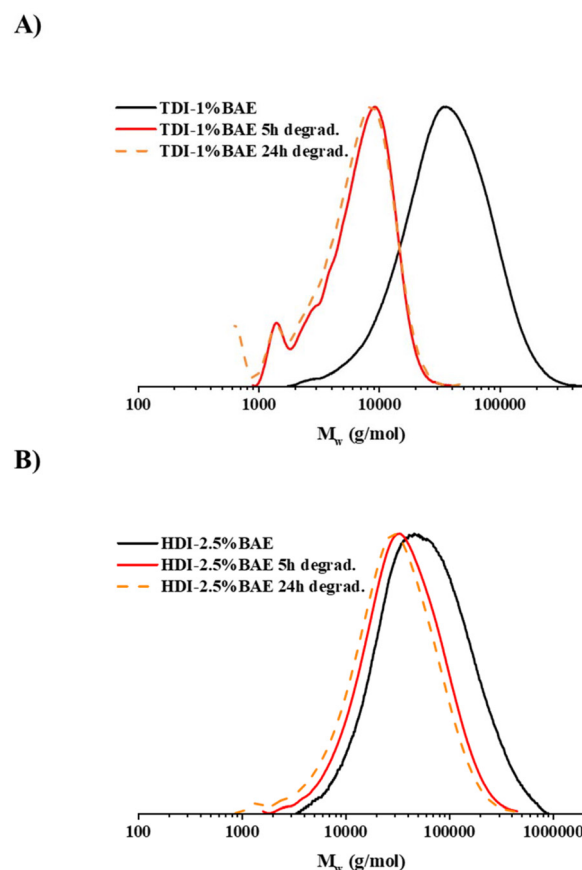 A)
TDI-1%BAE
TDI-1%BAE 5h degrad.
TDI-1%BAE 24h degrad.
100 1000 10000 100000
Mw (g/mol)
B)
HDI-2.5%BAE
HDI-2.5%BAE 5h degrad.
HDI-2.5%BAE 24h degrad.
100 1000 10000 100000 1000000
Mw (g/mol)